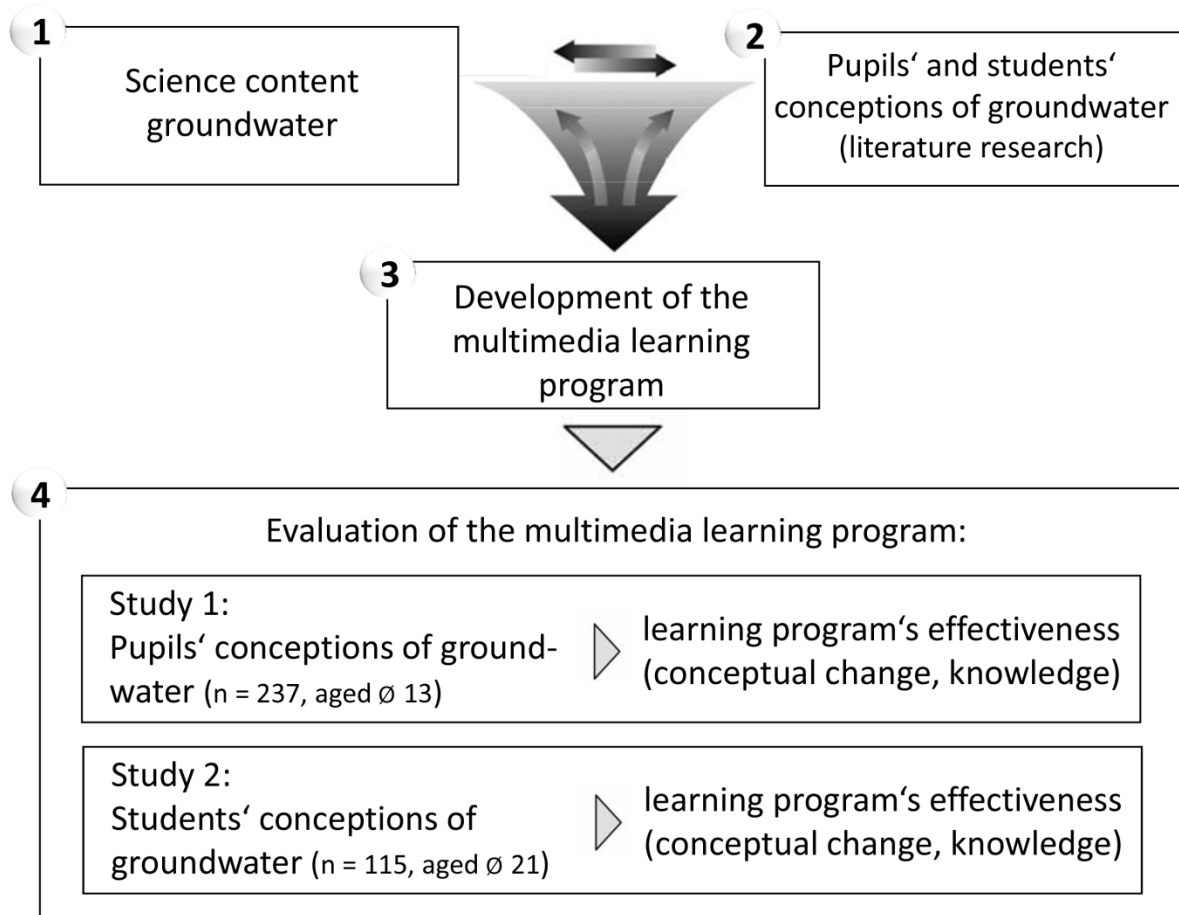 1
Science content
groundwater
2
Pupils‘ and students‘
conceptions of groundwater
(literature research)
3
Development of the
multimedia learning
program
4
Evaluation of the multimedia learning program:
Study 1:
Pupils‘ conceptions of ground-
water (n = 237, aged ø 13)
learning program‘s effectiveness
(conceptual change, knowledge)
Study 2:
Students‘ conceptions of
groundwater (n = 115, aged ø 21)
learning program‘s effectiveness
(conceptual change, knowledge)